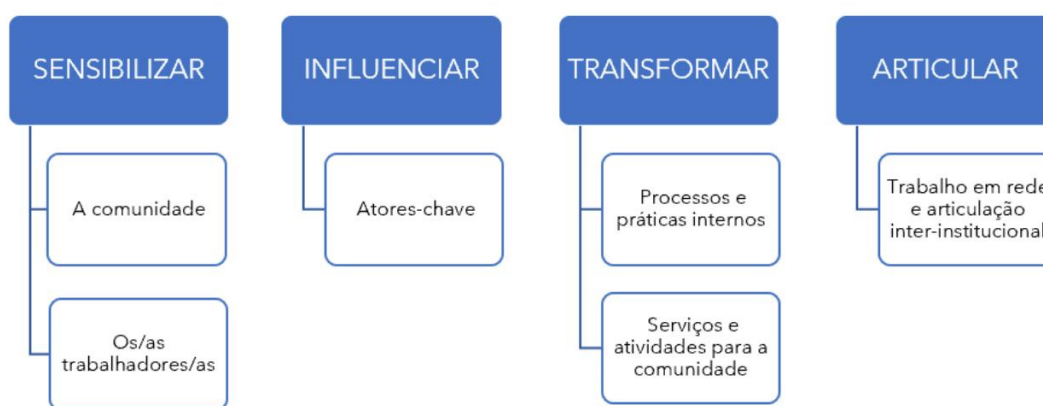 SENSIBILIZAR
A comunidade
Os/as
trabalhadores/as
INFLUENCIAR
Atores-chave
TRANSFORMAR
Processos e
práticas internos
Serviços e
atividades para a
comunidade
ARTICULAR
Trabalho em rede
e articulação
inter-institucional